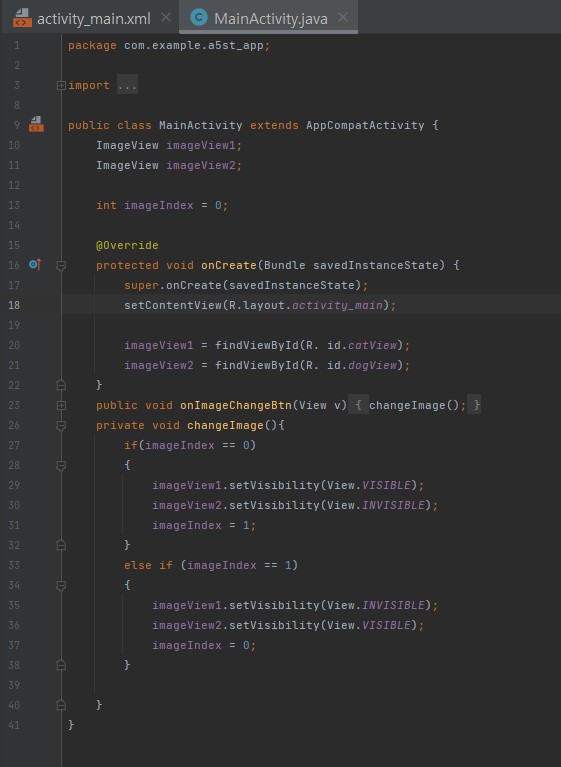 activity_main.xml MainActivity.java
1 package com.example.a5st_app;
2
3 import ...
8
9 public class MainActivity extends AppCompatActivity {
10 ImageView imageView1;
11 ImageView imageView2;
12
13 int imageIndex = 0;
14
15 @Override
16 protected void onCreate(Bundle savedInstanceState) {
17 super.onCreate(savedInstanceState);
18 setContentView(R.layout.activity_main);
19
20 imageView1 = findViewById(R. id.catView);
21 imageView2 = findViewById(R. id.dogView);
22 }
23 public void onImageChangeBtn(View v) { changeImage(); }
26 private void changeImage(){
27 if(imageIndex == 0)
28 {
29 imageView1.setVisibility(View.VISIBLE);
30 imageView2.setVisibility(View.INVISIBLE);
31 imageIndex = 1;
32 }
33 else if (imageIndex == 1)
34 {
35 imageView1.setVisibility(View.INVISIBLE);
36 imageView2.setVisibility(View.VISIBLE);
37 imageIndex = 0;
38 }
39
40 }
41 }